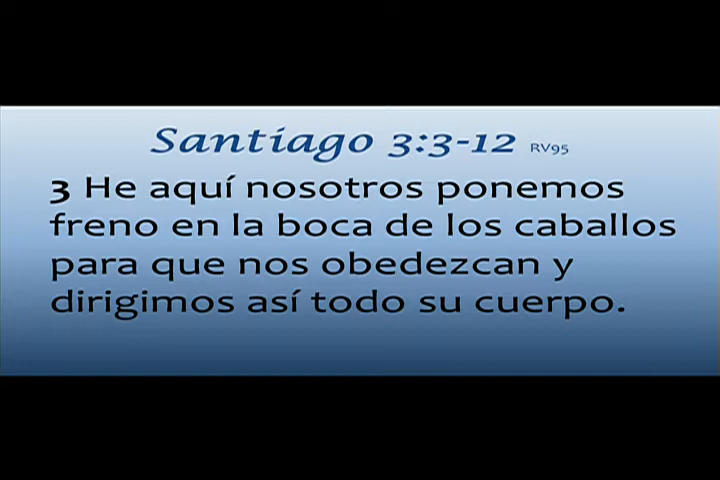 Santiago 3:3-12 RV95
3 He aquí nosotros ponemos
freno en la boca de los caballos
para que nos obedezcan y
dirigimos así todo su cuerpo.